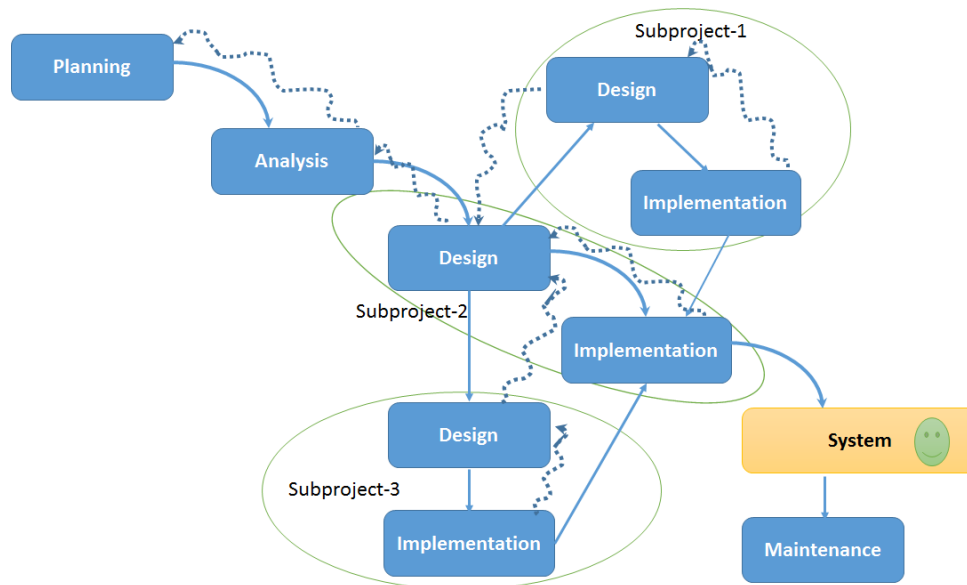 Subproject-1
Planning
Design
Analysis
Implementation
Design
Subproject-2
Implementation
Design
System
Subproject-3
Implementation
Maintenance